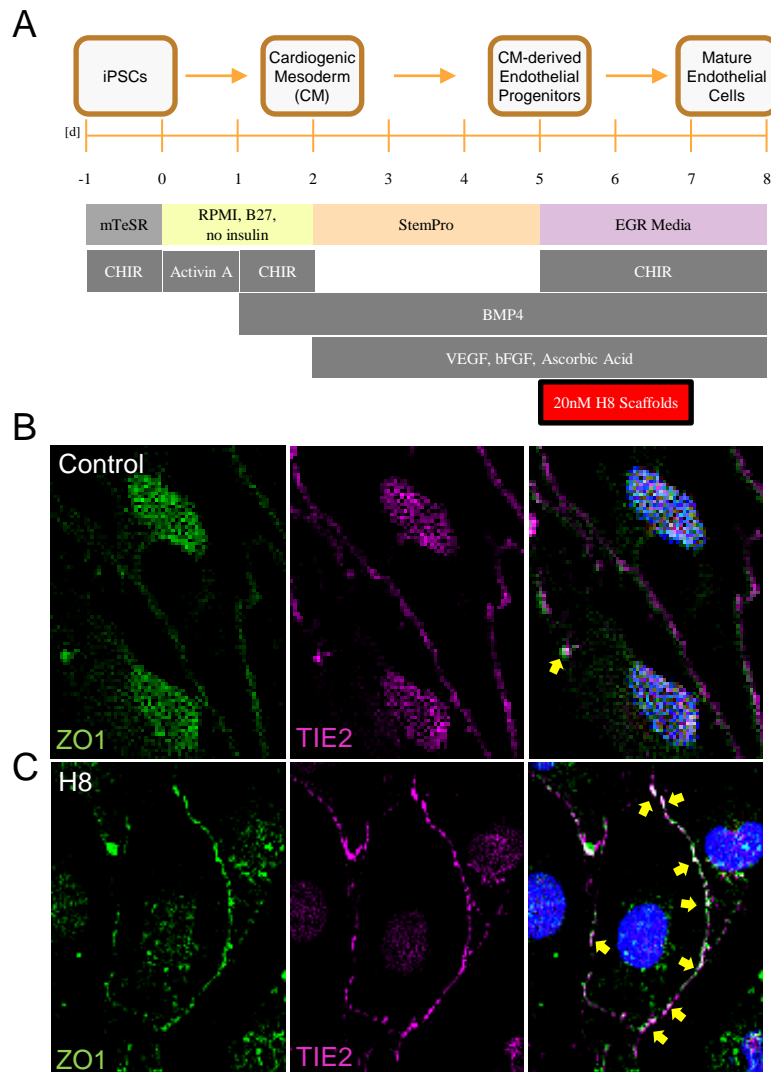 A
iPSCs
Cardiogenic
Mesoderm
(CM)
CM-derived
Endothelial
Progenitors
Mature
Endothelial
Cells
[d]
-1 0 1 2 3 4 5 6 7 8
mTeSR
RPMI, B27,
no insulin
StemPro
EGR Media
CHIR
Activin A
CHIR
CHIR
BMP4
VEGF, bFGF, Ascorbic Acid
20nM H8 Scaffolds
B
Control
ZO1
TIE2
C
H8
ZO1
TIE2